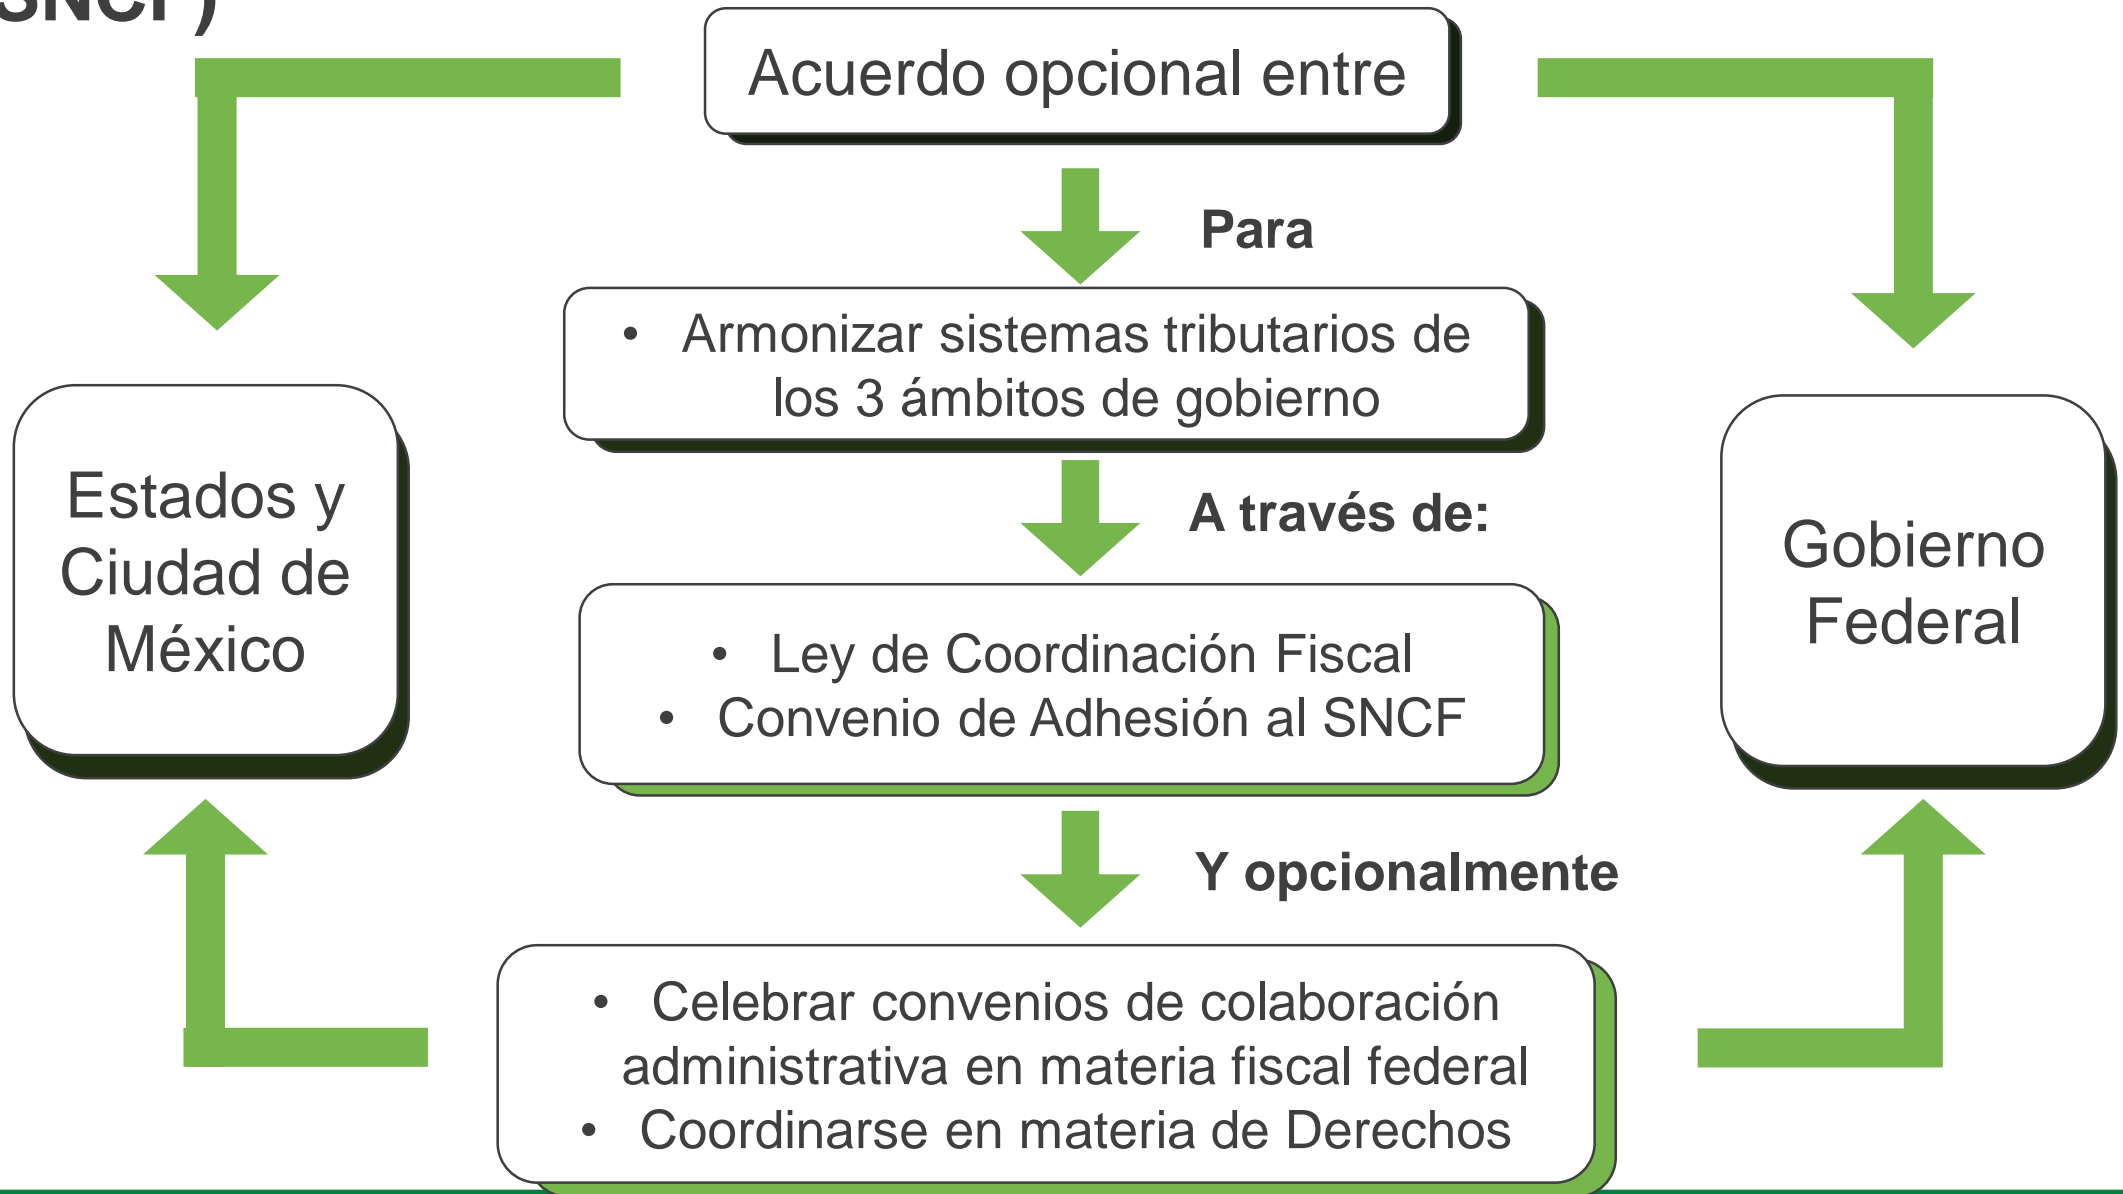 SNCF)
Acuerdo opcional entre
Para
• Armonizar sistemas tributarios de
los 3 ámbitos de gobierno
Estados y
Ciudad de
México
A través de:
Gobierno
Federal
• Ley de Coordinación Fiscal
• Convenio de Adhesión al SNCF
Y opcionalmente
• Celebrar convenios de colaboración
administrativa en materia fiscal federal
• Coordinarse en materia de Derechos